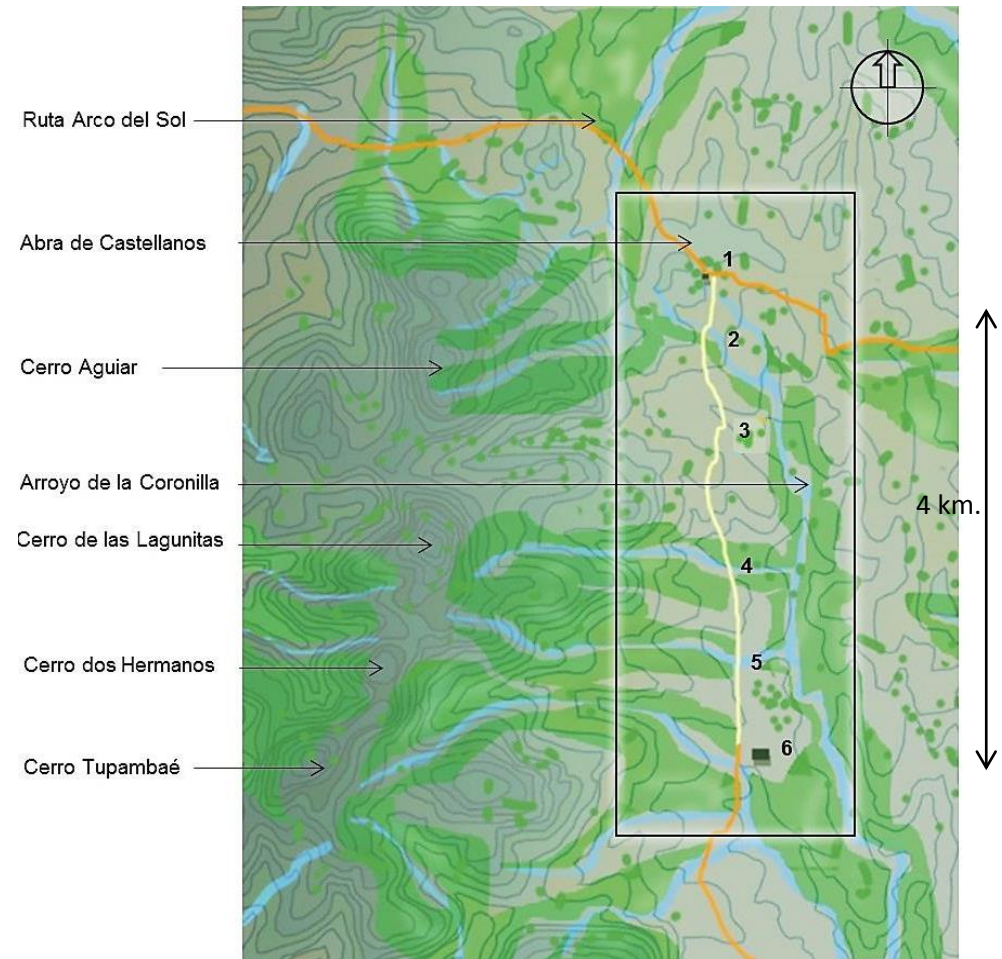 Ruta Arco del Sol
Abra de Castellanos
1
2
Cerro Aguiar
3
Arroyo de la Coronilla
4 km.
Cerro de las Lagunitas
4
Cerro dos Hermanos
5
6
Cerro Tupambaé